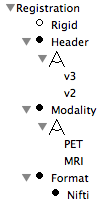 Registration
Rigid
Header
v3
v2
Modality
PET
MRI
Format
Nifti